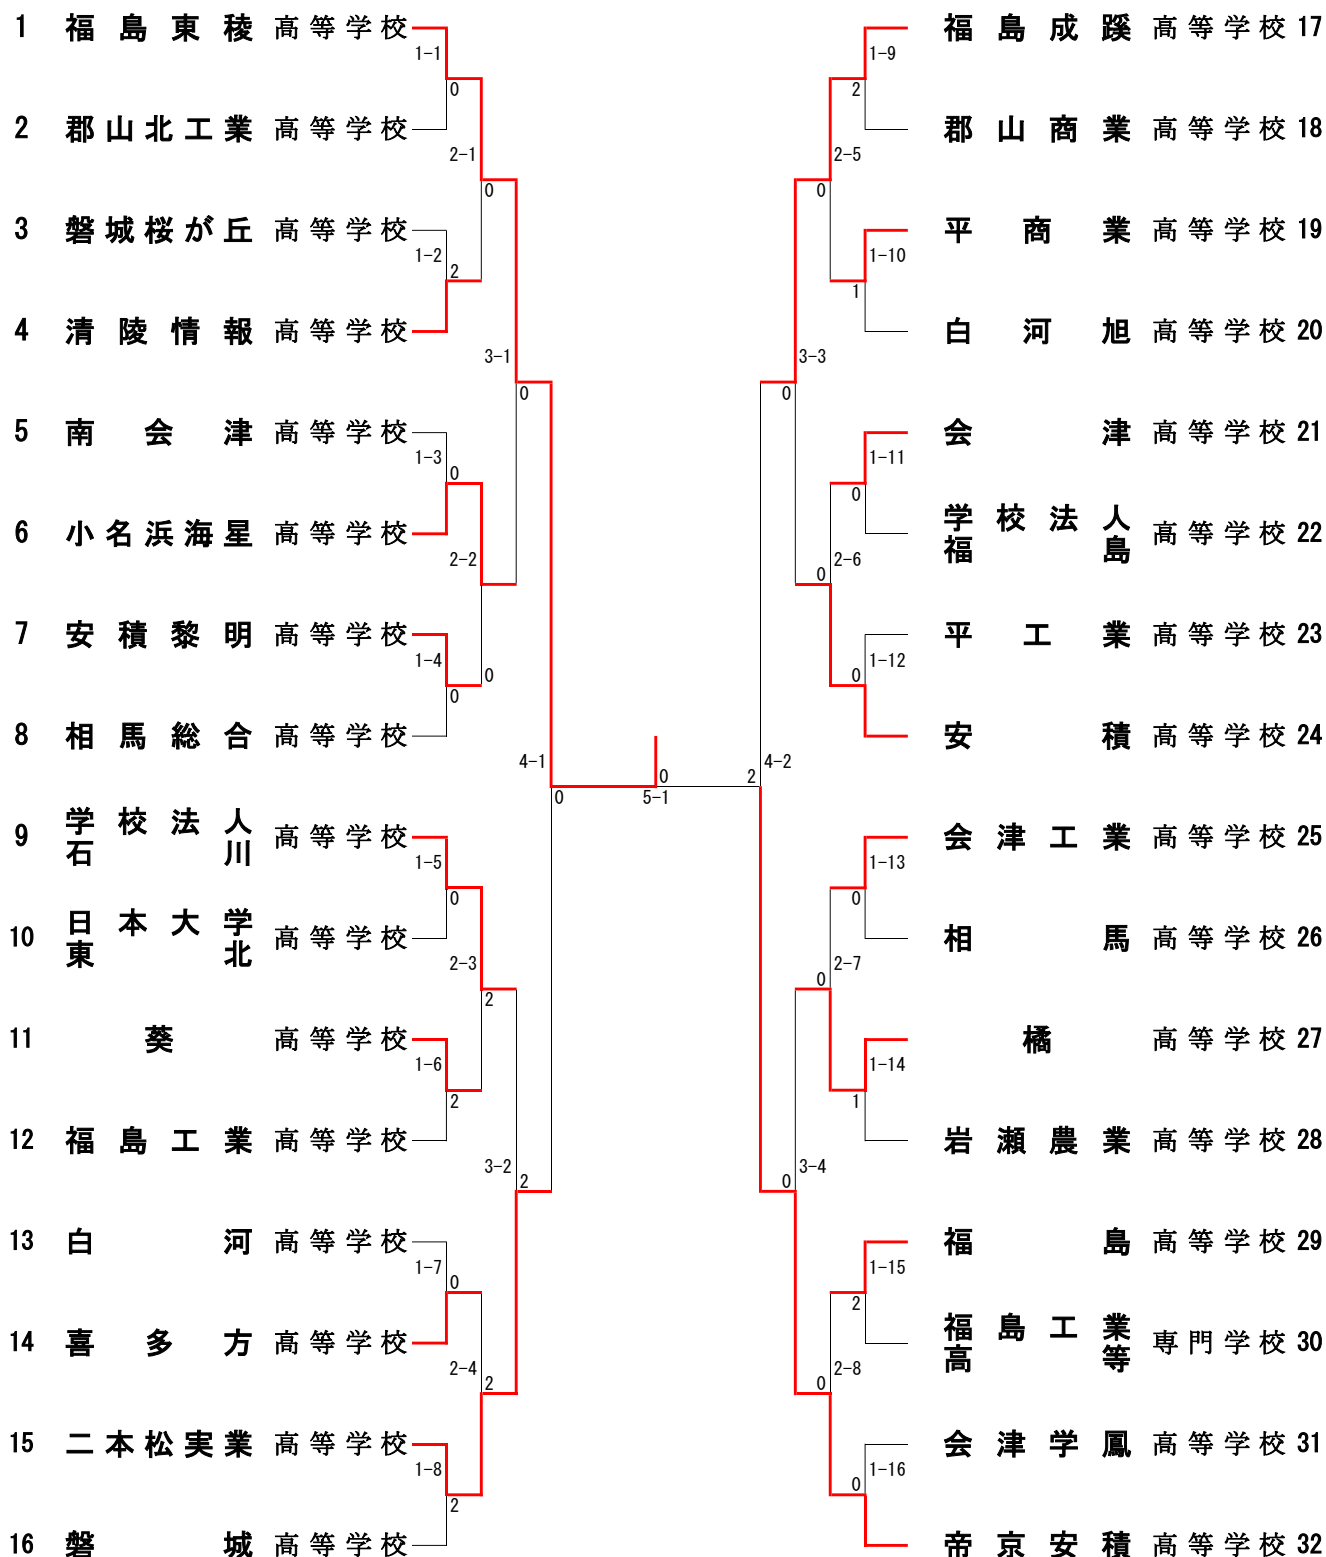 1 福島東稜 高等学校
1-1
0
2 郡山北工業 高等学校
2-1
0
3 磐城桜が丘 高等学校
1-2
2
4 清陵情報 高等学校
3-1
0
5 南会津 高等学校
1-3
0
6 小名浜海星 高等学校
2-2
7 安積黎明 高等学校
1-4
0
0
8 相馬総合 高等学校
4-1
0
9 学校法人
石川 高等学校
1-5
0
10 日本大学
東北 高等学校
2-3
2
11 葵 高等学校
1-6
2
12 福島工業 高等学校
3-2
2
13 白河 高等学校
1-7
0
14 喜多方 高等学校
2-4
2
15 二本松実業 高等学校
1-8
2
16 磐城 高等学校
0
5-1
2
福島成蹊 高等学校 17
1-9
2
郡山商業 高等学校 18
2-5
0
平商業 高等学校 19
1-10
1
白河旭 高等学校 20
3-3
0
会津 高等学校 21
1-11
0
学校法人
福島 高等学校 22
2-6
0
平工業 高等学校 23
1-12
0
安積 高等学校 24
4-2
会津工業 高等学校 25
1-13
0
相馬 高等学校 26
2-7
0
橘 高等学校 27
1-14
1
岩瀬農業 高等学校 28
3-4
0
福島 高等学校 29
1-15
2
福島工業
高等 専門学校 30
2-8
0
会津学鳳 高等学校 31
1-16
0
帝京安積 高等学校 32